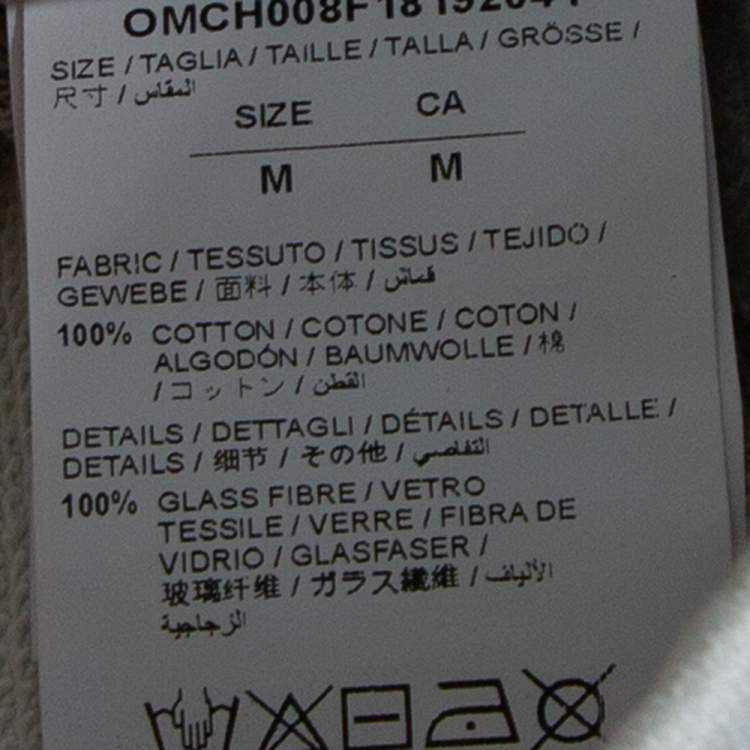 OMCH008F18192041
SIZE / TAGLIA / TAILLE / TALLA / GRÖSSE /
尺寸 / المقاس
SIZE CA
M M
FABRIC / TESSUTO / TISSUS / TEJIDO /
GEWEBE / 面料 / 本体 / قماش
100% COTTON / COTONE / COTON /
ALGODÓN / BAUMWOLLE / 棉
/ コットン / القطن
DETAILS / DETTAGLI / DÉTAILS / DETALLE /
DETAILS / 细节 / その他 / التفاصي
100% GLASS FIBRE / VETRO
TESSILE / VERRE / FIBRA DE
VIDRIO / GLASFASER /
玻璃纤维 / ガラス繊維 / الألياف
الزجاجية